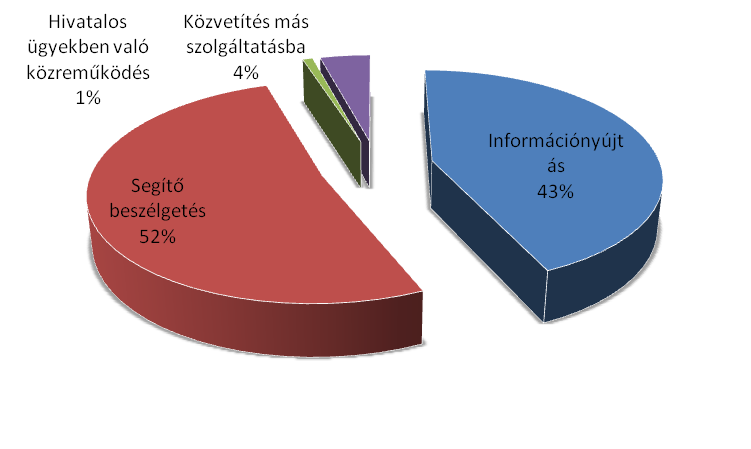 Hivatalos
ügyekben való
közreműködés
1%
Közvetítés más
szolgáltatásba
4%
Információnyújt
ás
43%
Segítő
beszélgetés
52%